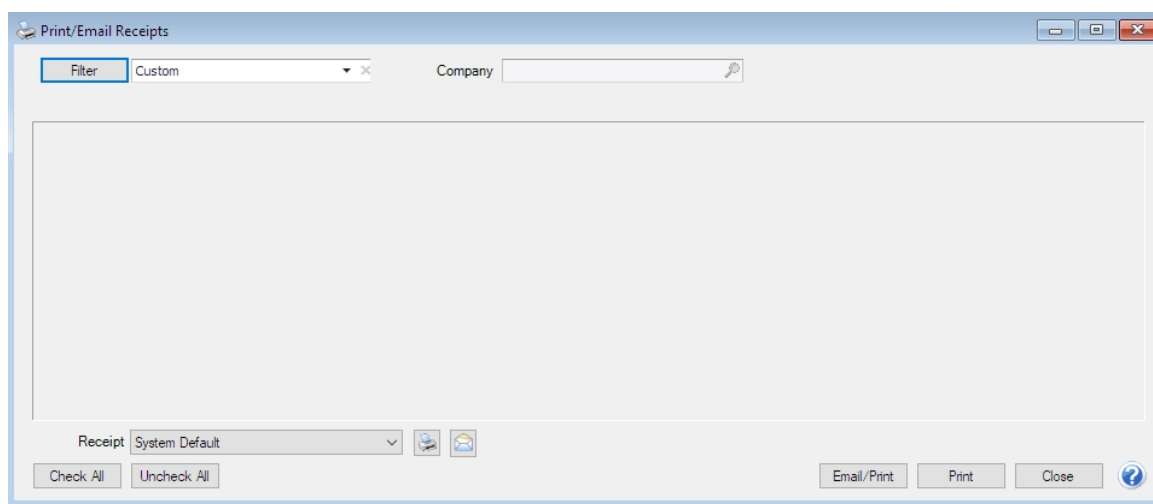 Print/Email Receipts
Filter Custom Company
Receipt System Default
Check All Uncheck All Email/Print Print Close